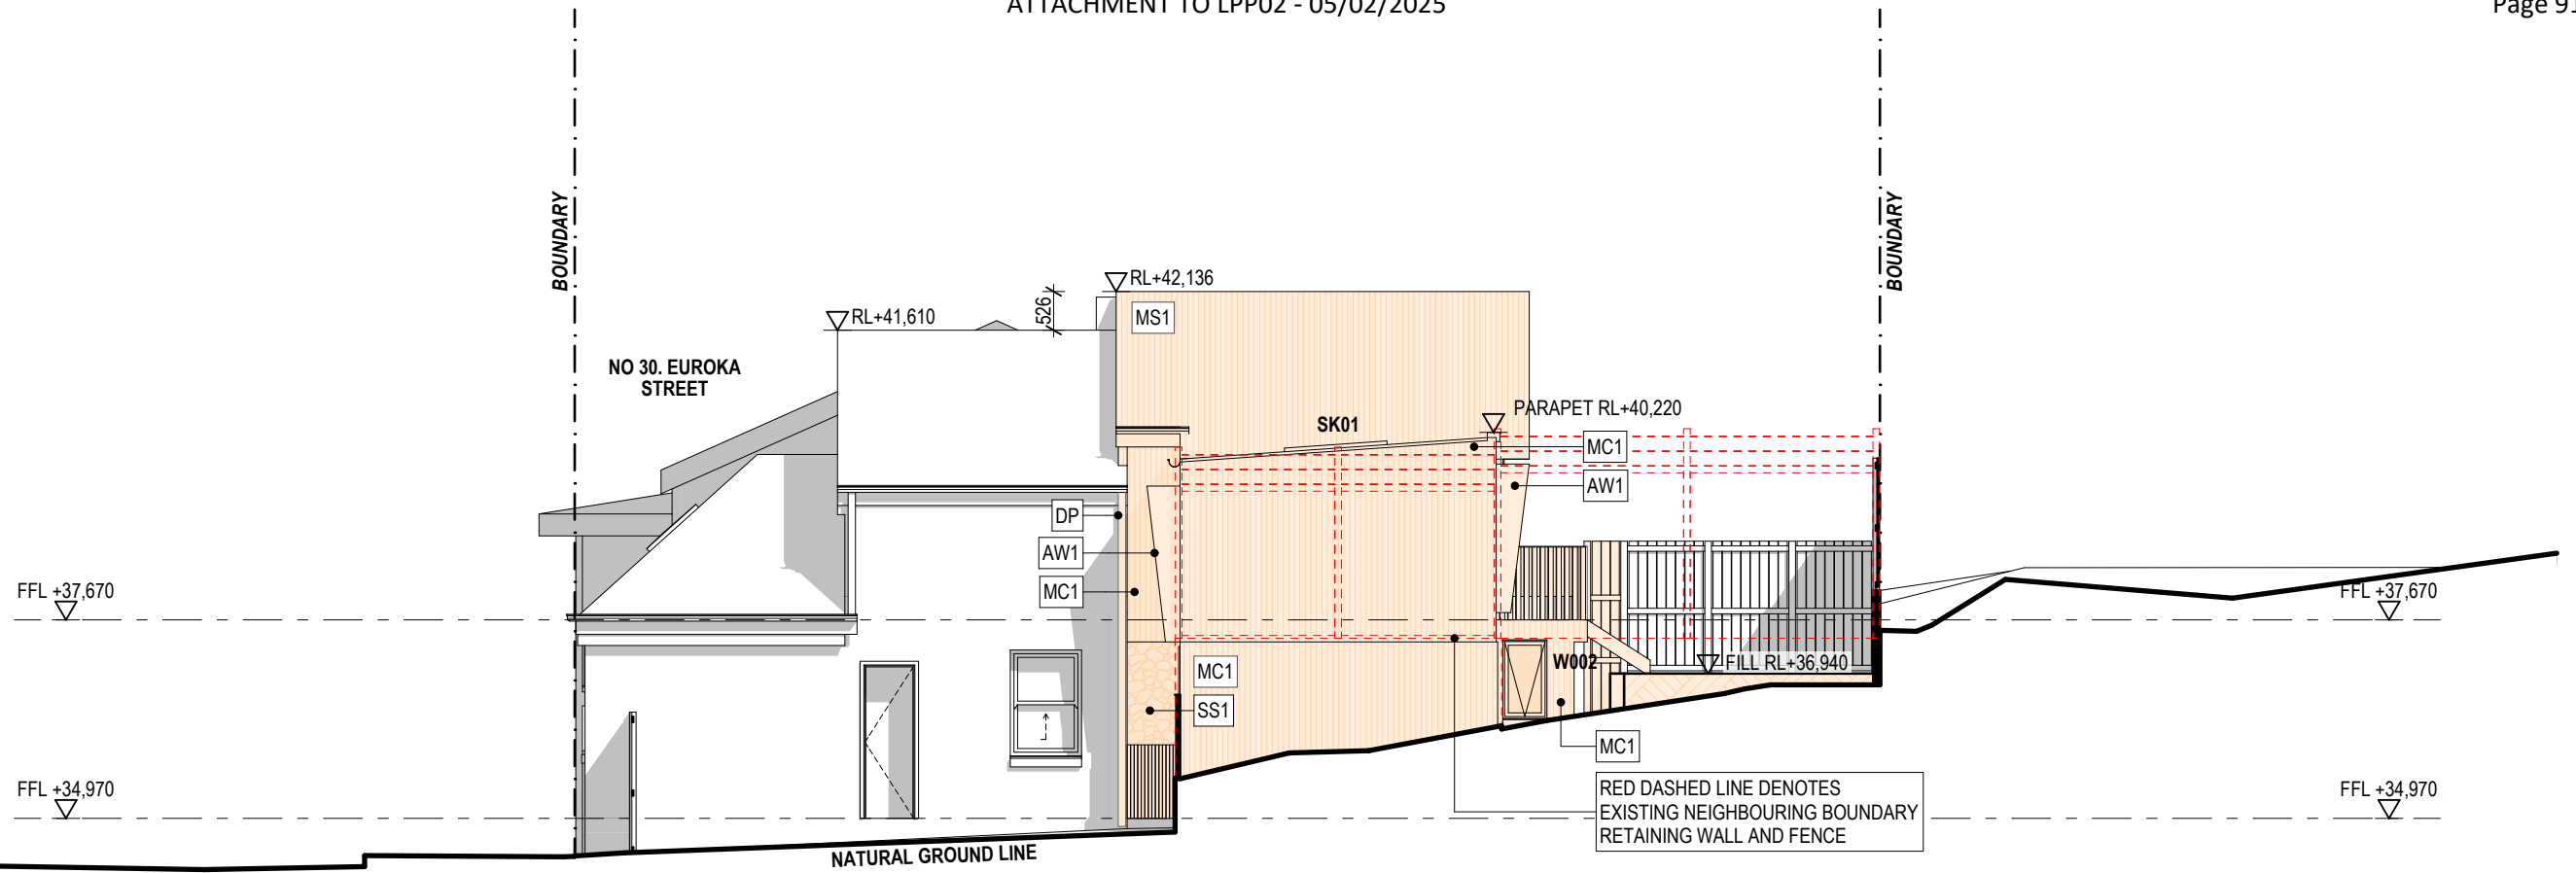 ATTACHMENT TO LPP02 - 05/02/2025
Page 91
BOUNDARY
BOUNDARY
RL+42,136
526
MS1
RL+41,610
NO 30. EUROKA
STREET
PARAPET RL+40,220
SK01
MC1
AW1
DP
AW1
MC1
FFL +37,670
FFL +37,670
W002
FILL RL+36,940
MC1
SS1
MC1
RED DASHED LINE DENOTES
EXISTING NEIGHBOURING BOUNDARY
RETAINING WALL AND FENCE
FFL +34,970
FFL +34,970
NATURAL GROUND LINE